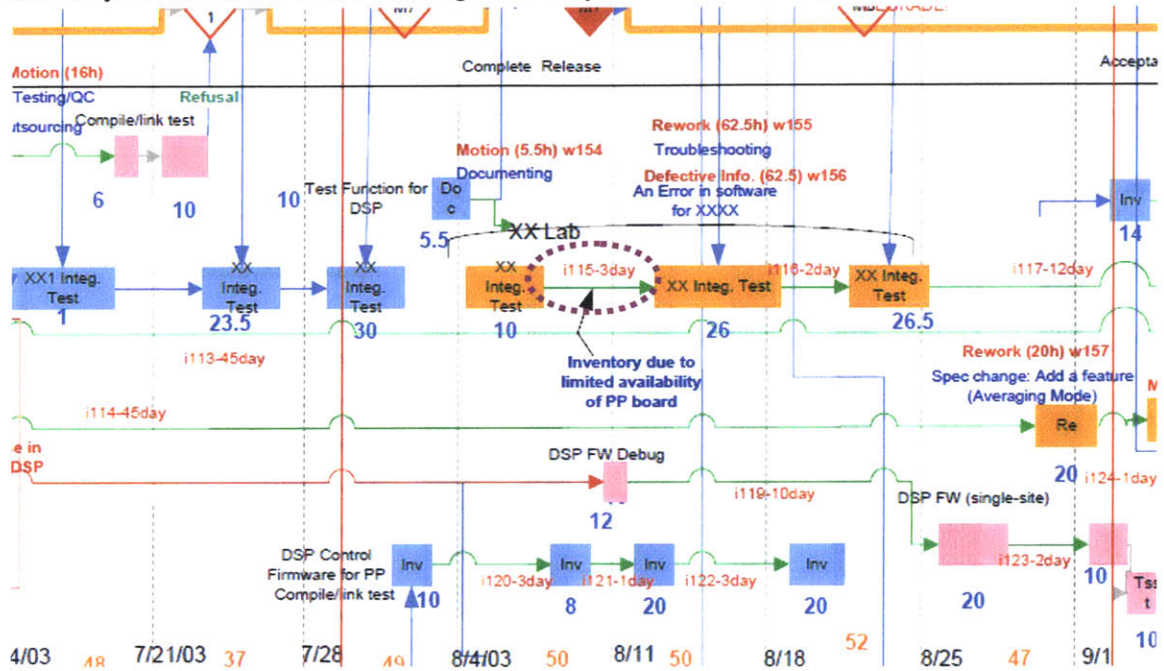 1
Complete Release
Accepta
Motion (16h)
Testing/QC
Refusal
utsourcing
Compile/link test
Rework (62.5h) w155
Troubleshooting
Motion (5.5h) w154
Documenting
Defective Info. (62.5) w156
An Error in software
for XXXX
Test Function for
DSP
Do
c
6
10
10
5.5
XX Lab
Inv
14
XX1 Integ.
Test
1
XX
Integ.
Test
23.5
XX
Integ.
Test
30
XX
Integ.
Test
10
i115-3day
XX Integ. Test
26
i116-2day
XX Integ.
Test
26.5
i117-12day
i113-45day
Inventory due to
limited availability
of PP board
Rework (20h) w157
Spec change: Add a feature
(Averaging Mode)
M
i114-45day
Re
20
i124-1day
e in
DSP
DSP FW Debug
12
i119-10day
DSP FW (single-site)
20
i123-2day
10
DSP Control
Firmware for PP
Compile/link test
Inv
10
i120-3day
Inv
8
i121-1day
Inv
20
i122-3day
Inv
20
Tss
t
10
4/03
48
7/21/03
37
7/28
49
8/4/03
50
8/11
50
8/18
52
8/25
47
9/1